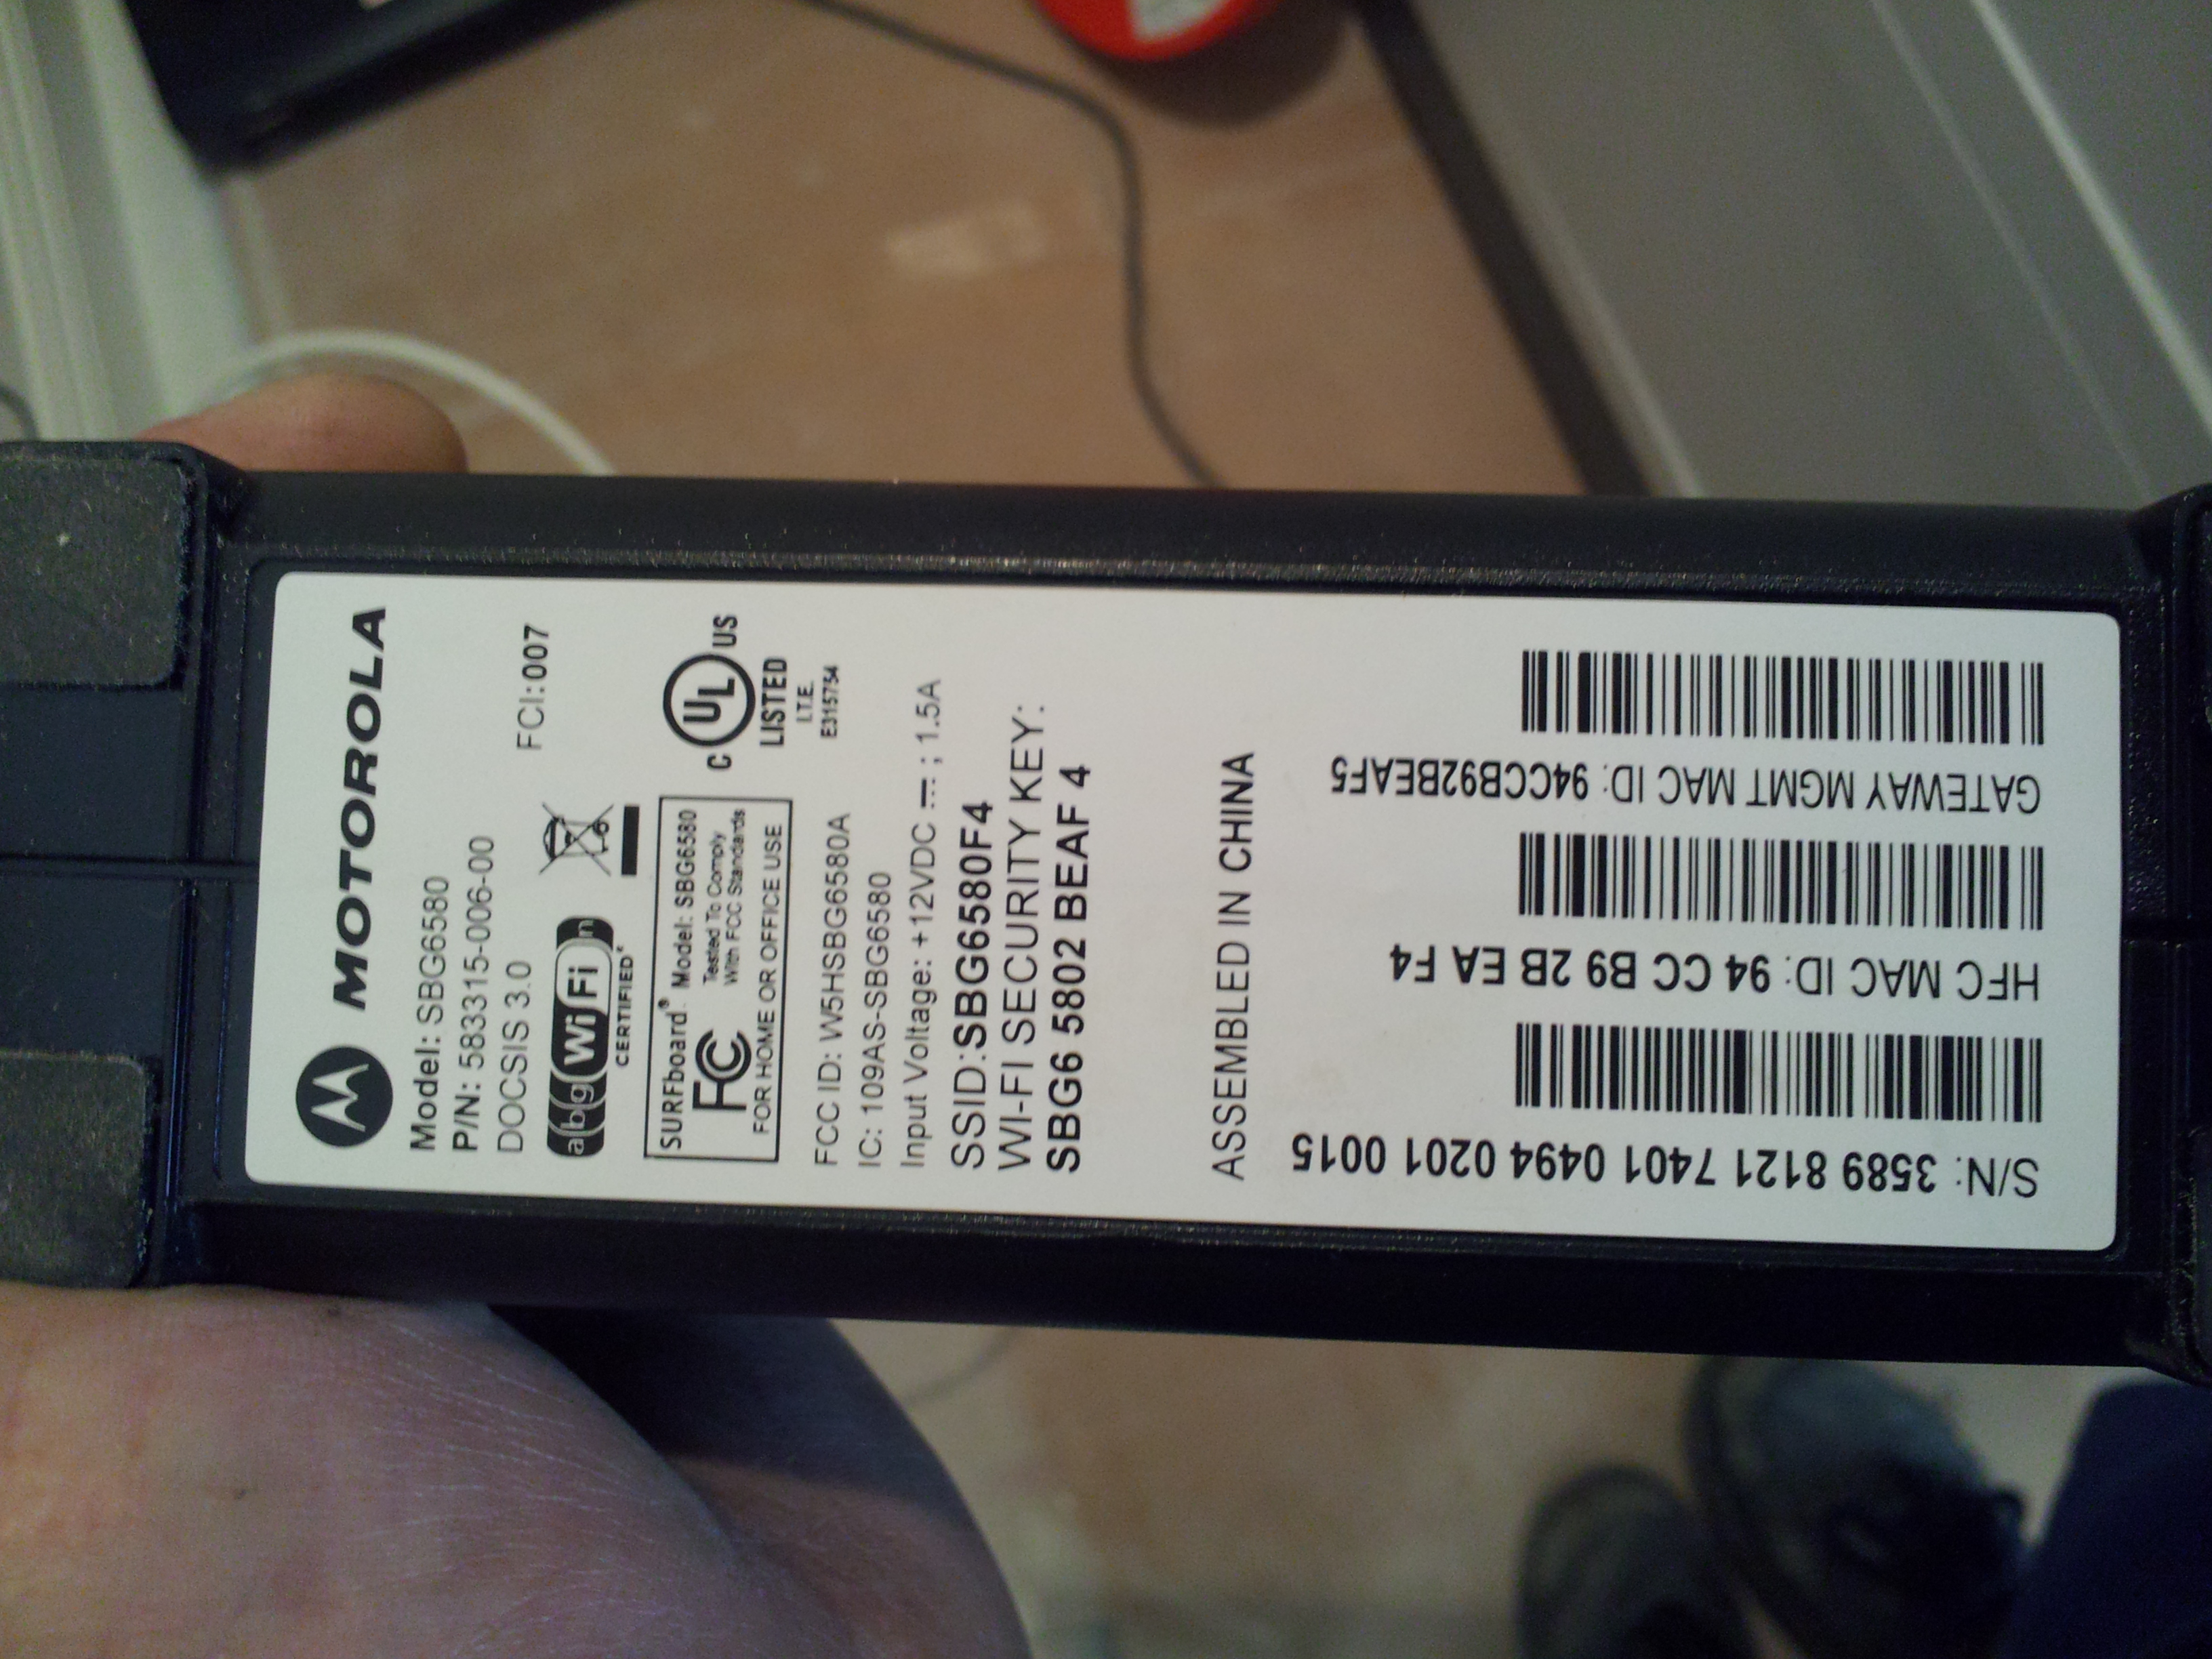 MOTOROLA
Model: SBG6580
P/N: 583315-006-00
DOCSIS 3.0
FCI:007
a b g WiFi n
CERTIFIED
SURFboard® Model: SBG6580
FC Tested To Comply
With FCC Standards
FOR HOME OR OFFICE USE
C UL US
LISTED
I.T.E.
E315754
FCC ID: W5HSBG6580A
IC: 109AS-SBG6580
Input Voltage: +12VDC ⎓; 1.5A
SSID:SBG6580F4
WI-FI SECURITY KEY:
SBG6 5802 BEAF 4
ASSEMBLED IN CHINA
S/N: 3589 8121 7401 0494 0201 0015
HFC MAC ID: 94 CC B9 2B EA F4
GATEWAY MGMT MAC ID: 94CCB92BEAF5